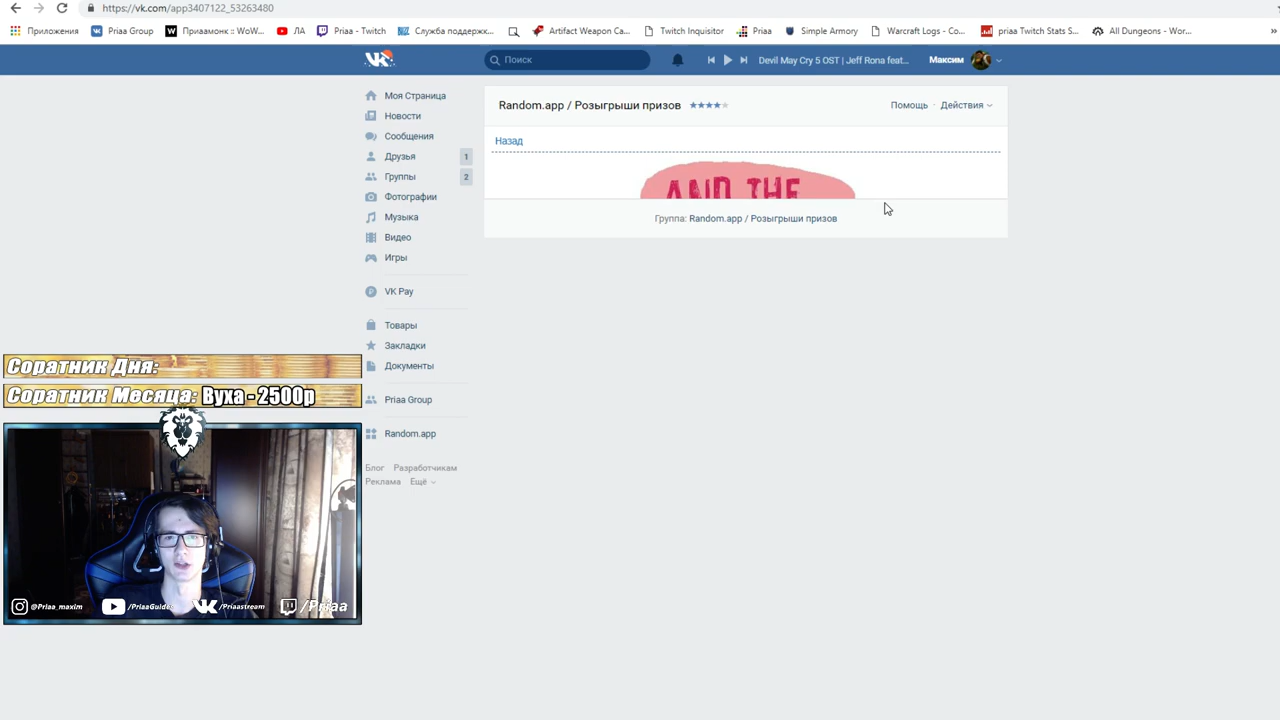 https://vk.com/app3407122_53263480
Приложения
Priaa Group
Приаамонк :: WoW...
ЛА
Priaa - Twitch
Служба поддержк...
Artifact Weapon Ca...
Twitch Inquisitor
Priaa
Simple Armory
Warcraft Logs - Co...
priaa Twitch Stats S...
All Dungeons - Wor...
»
Поиск
Devil May Cry 5 OST | Jeff Rona feat...
Максим
Моя Страница
Новости
Сообщения
Друзья 1
Группы 2
Фотографии
Музыка
Видео
Игры
VK Pay
Товары
Закладки
Документы
Priaa Group
Random.app
Блог Разработчикам
Реклама Ещё
Random.app / Розыгрыши призов
Помощь · Действия
Назад
AND THE
Группа: Random.app / Розыгрыши призов
Соратник Дня:
Соратник Месяца: Вуха - 2500р
@Priaa_maxim
/PriaaGuides
/Priaastream
/Priaa